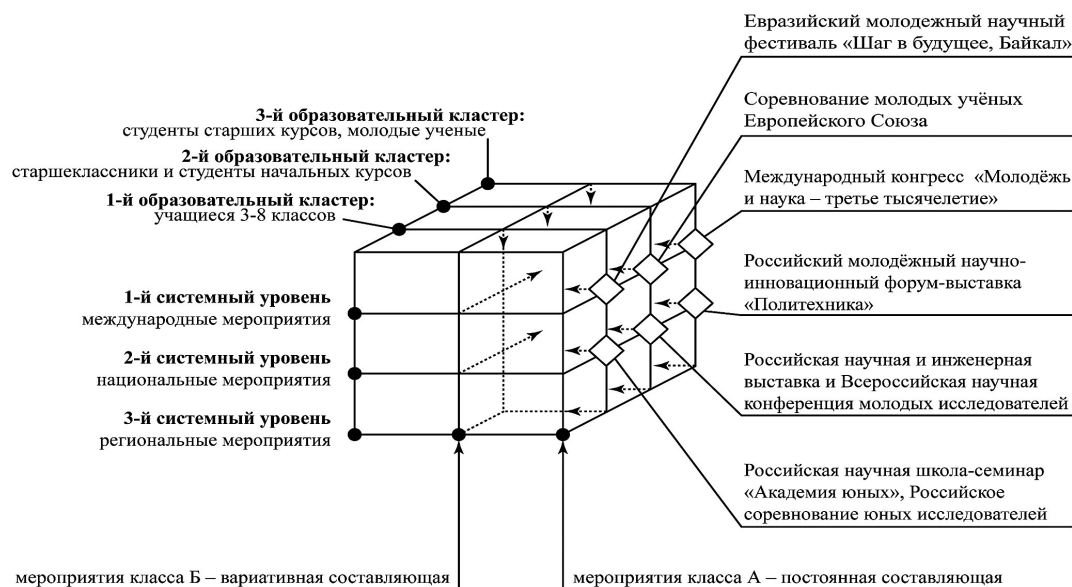 Евразийский молодежный научный
фестиваль «Шаг в будущее, Байкал»
Соревнование молодых учёных
Европейского Союза
Международный конгресс «Молодёжь
и наука – третье тысячелетие»
Российский молодёжный научно-
инновационный форум-выставка
«Политехника»
Российская научная и инженерная
выставка и Всероссийская научная
конференция молодых исследователей
Российская научная школа-семинар
«Академия юных», Российское
соревнование юных исследователей
3-й образовательный кластер:
студенты старших курсов, молодые ученые
2-й образовательный кластер:
старшеклассники и студенты начальных курсов
1-й образовательный кластер:
учащиеся 3-8 классов
1-й системный уровень
международные мероприятия
2-й системный уровень
национальные мероприятия
3-й системный уровень
региональные мероприятия
мероприятия класса Б – вариативная составляющая
мероприятия класса А – постоянная составляющая